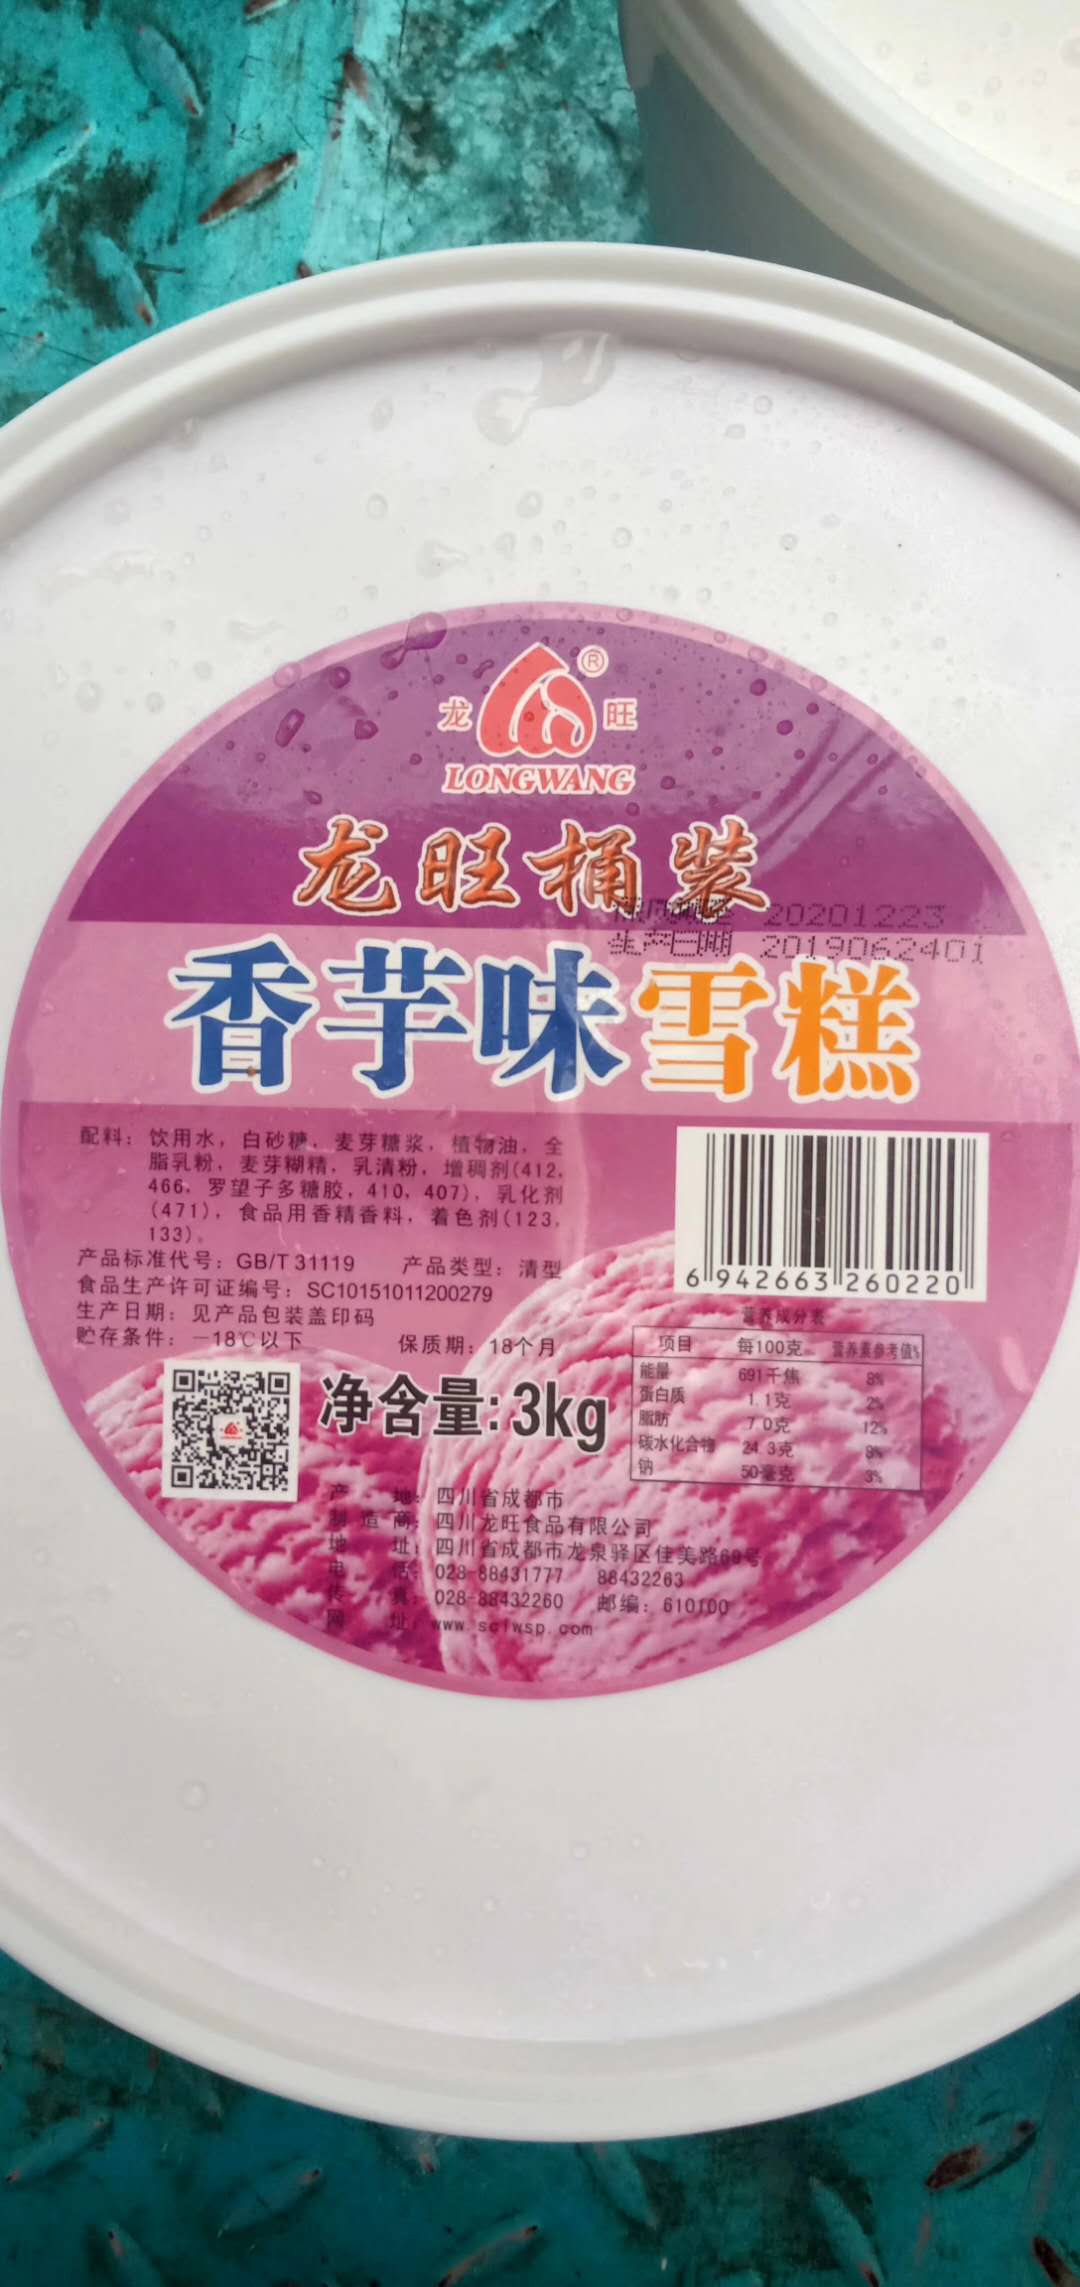 龙 旺
®
LONGWANG
龙旺桶装
20201223
生产日期 2019062401
香芋味雪糕
配料：饮用水，白砂糖，麦芽糖浆，植物油，全
脂乳粉，麦芽糊精，乳清粉，增稠剂(412，
466，罗望子多糖胶，410，407)，乳化剂
(471)，食品用香精香料，着色剂(123，
133)。
产品标准代号：GB/T 31119 产品类型：清型
食品生产许可证编号：SC10151011200279
生产日期：见产品包装盖印码
贮存条件：－18℃以下 保质期：18个月
6 942663 260220
营养成分表
项目 每100克 营养素参考值%
能量 691千焦 8%
蛋白质 1.1克 2%
脂肪 7.0克 12%
碳水化合物 24.3克 8%
钠 50毫克 3%
净含量：3kg
产 地：四川省成都市
制造商：四川龙旺食品有限公司
地 址：四川省成都市龙泉驿区佳美路69号
电 话：028-88431777 88432263
传 真：028-88432260 邮编：610100
网 址：www.sclwsp.com